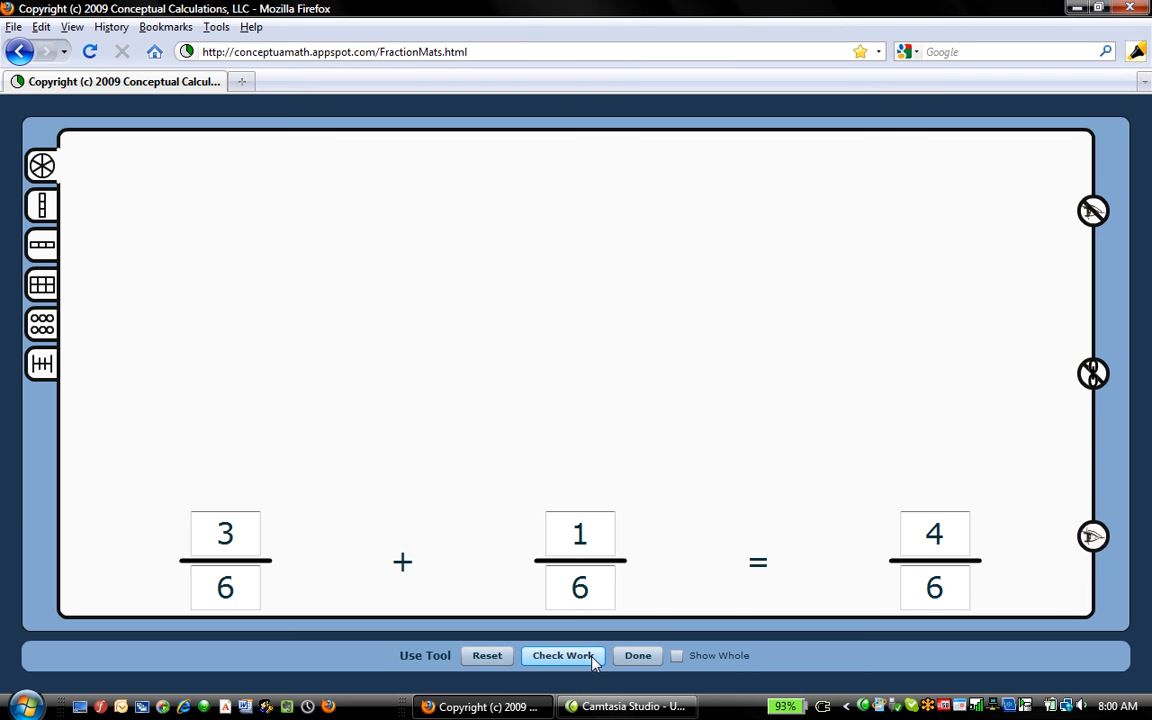 Copyright (c) 2009 Conceptual Calculations, LLC - Mozilla Firefox
File Edit View History Bookmarks Tools Help
http://conceptuamath.appspot.com/FractionMats.html
Google
Copyright (c) 2009 Conceptual Calcul...
3 1 4
+ =
6 6 6
Use Tool Reset Check Work Done Show Whole
Copyright (c) 2009 ... Camtasia Studio - U... 93% 8:00 AM